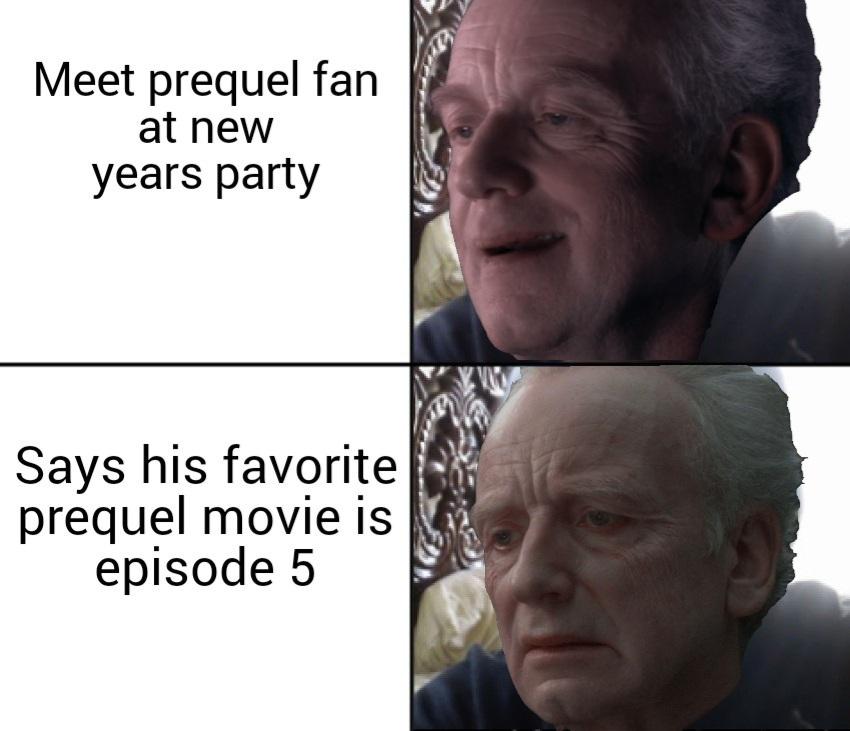 Meet prequel fan
at new
years party
Says his favorite
prequel movie is
episode 5